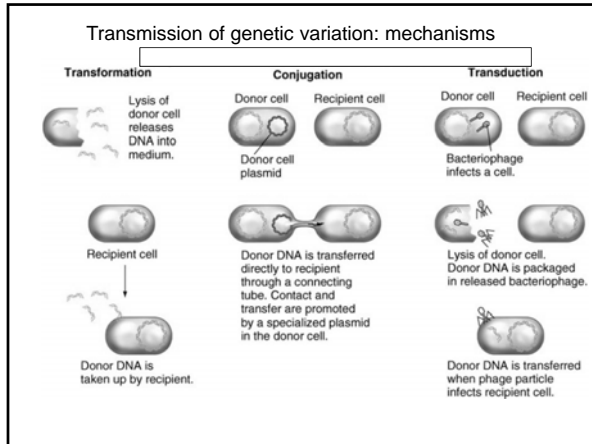 Transmission of genetic variation: mechanisms
Transformation
Lysis of
donor cell
releases
DNA into
medium.
Recipient cell
Donor DNA is
taken up by recipient.
Conjugation
Donor cell
Recipient cell
Donor cell
plasmid
Donor DNA is transferred
directly to recipient
through a connecting
tube. Contact and
transfer are promoted
by a specialized plasmid
in the donor cell.
Transduction
Donor cell
Recipient cell
Bacteriophage
infects a cell.
Lysis of donor cell.
Donor DNA is packaged
in released bacteriophage.
Donor DNA is transferred
when phage particle
infects recipient cell.